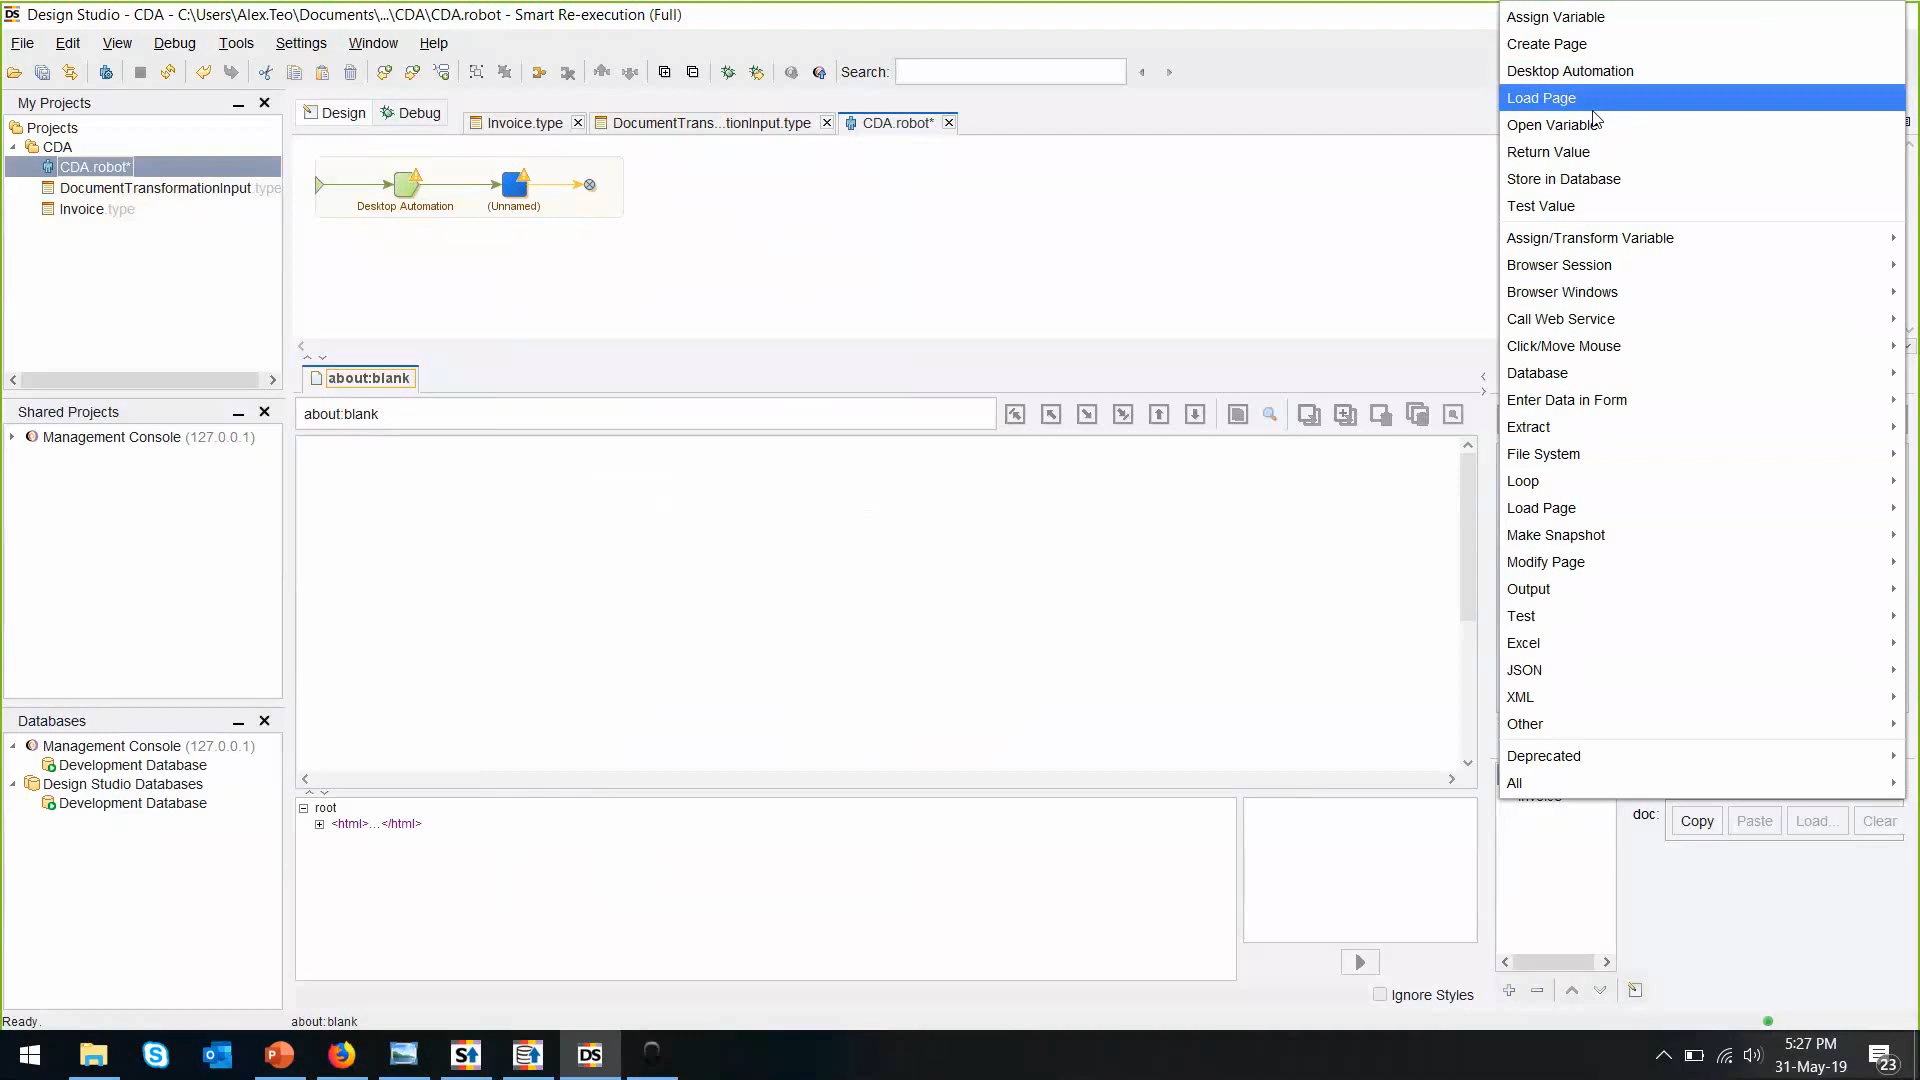 DS Design Studio - CDA - C:\Users\Alex.Teo\Documents\...\CDA\CDA.robot* - Smart Re-execution (Full)
File Edit View Debug Tools Settings Window Help
Search:
My Projects
Projects
CDA
CDA.robot*
DocumentTransformationInput.type
Invoice.type
Design Debug
Invoice.type DocumentTrans...tionInput.type CDA.robot*
Desktop Automation (Unnamed)
about:blank
about:blank
Shared Projects
Management Console (127.0.0.1)
Databases
Management Console (127.0.0.1)
Development Database
Design Studio Databases
Development Database
root
<html>...</html>
Ignore Styles
Ready.
about:blank
Assign Variable
Create Page
Desktop Automation
Load Page
Open Variable
Return Value
Store in Database
Test Value
Assign/Transform Variable
Browser Session
Browser Windows
Call Web Service
Click/Move Mouse
Database
Enter Data in Form
Extract
File System
Loop
Load Page
Make Snapshot
Modify Page
Output
Test
Excel
JSON
XML
Other
Deprecated
All
doc: Copy Paste Load... Clear
DS
5:27 PM
31-May-19
23